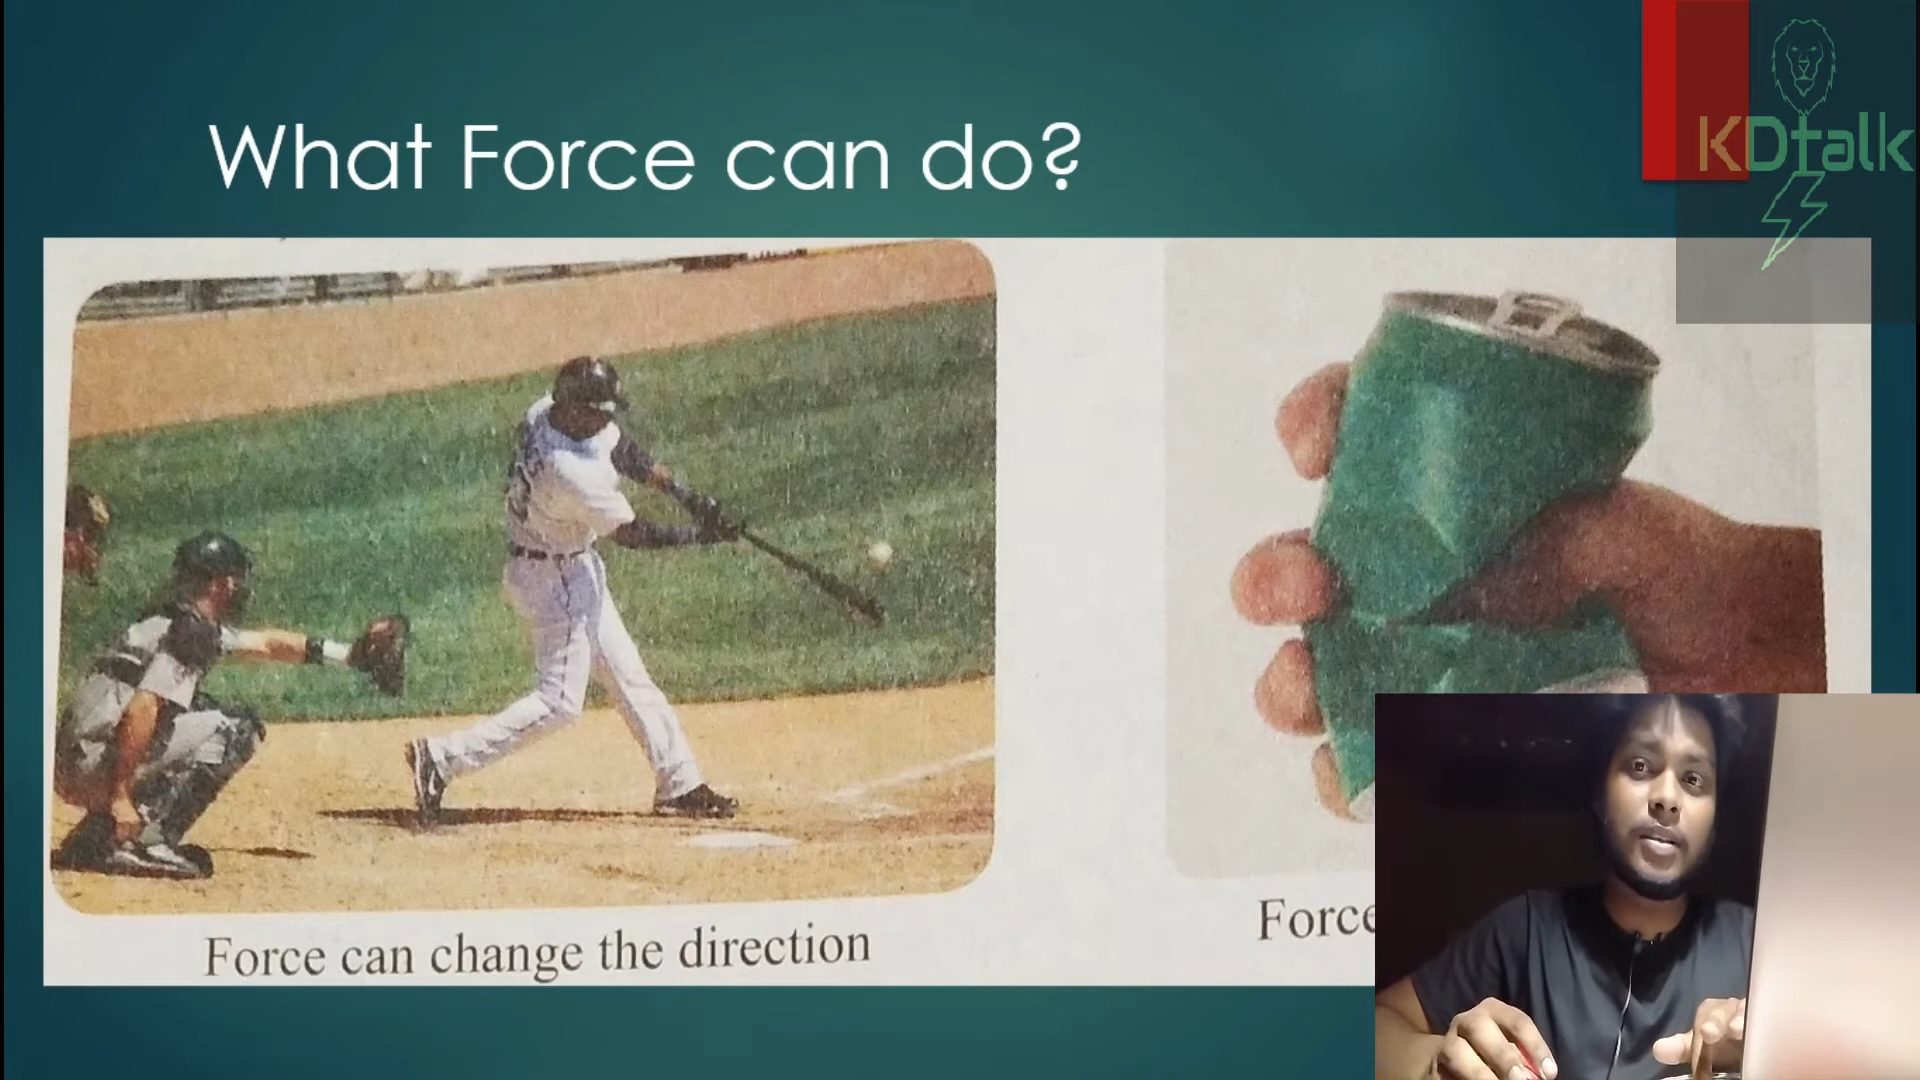 What Force can do?
KDtalk
Force can change the direction
Force